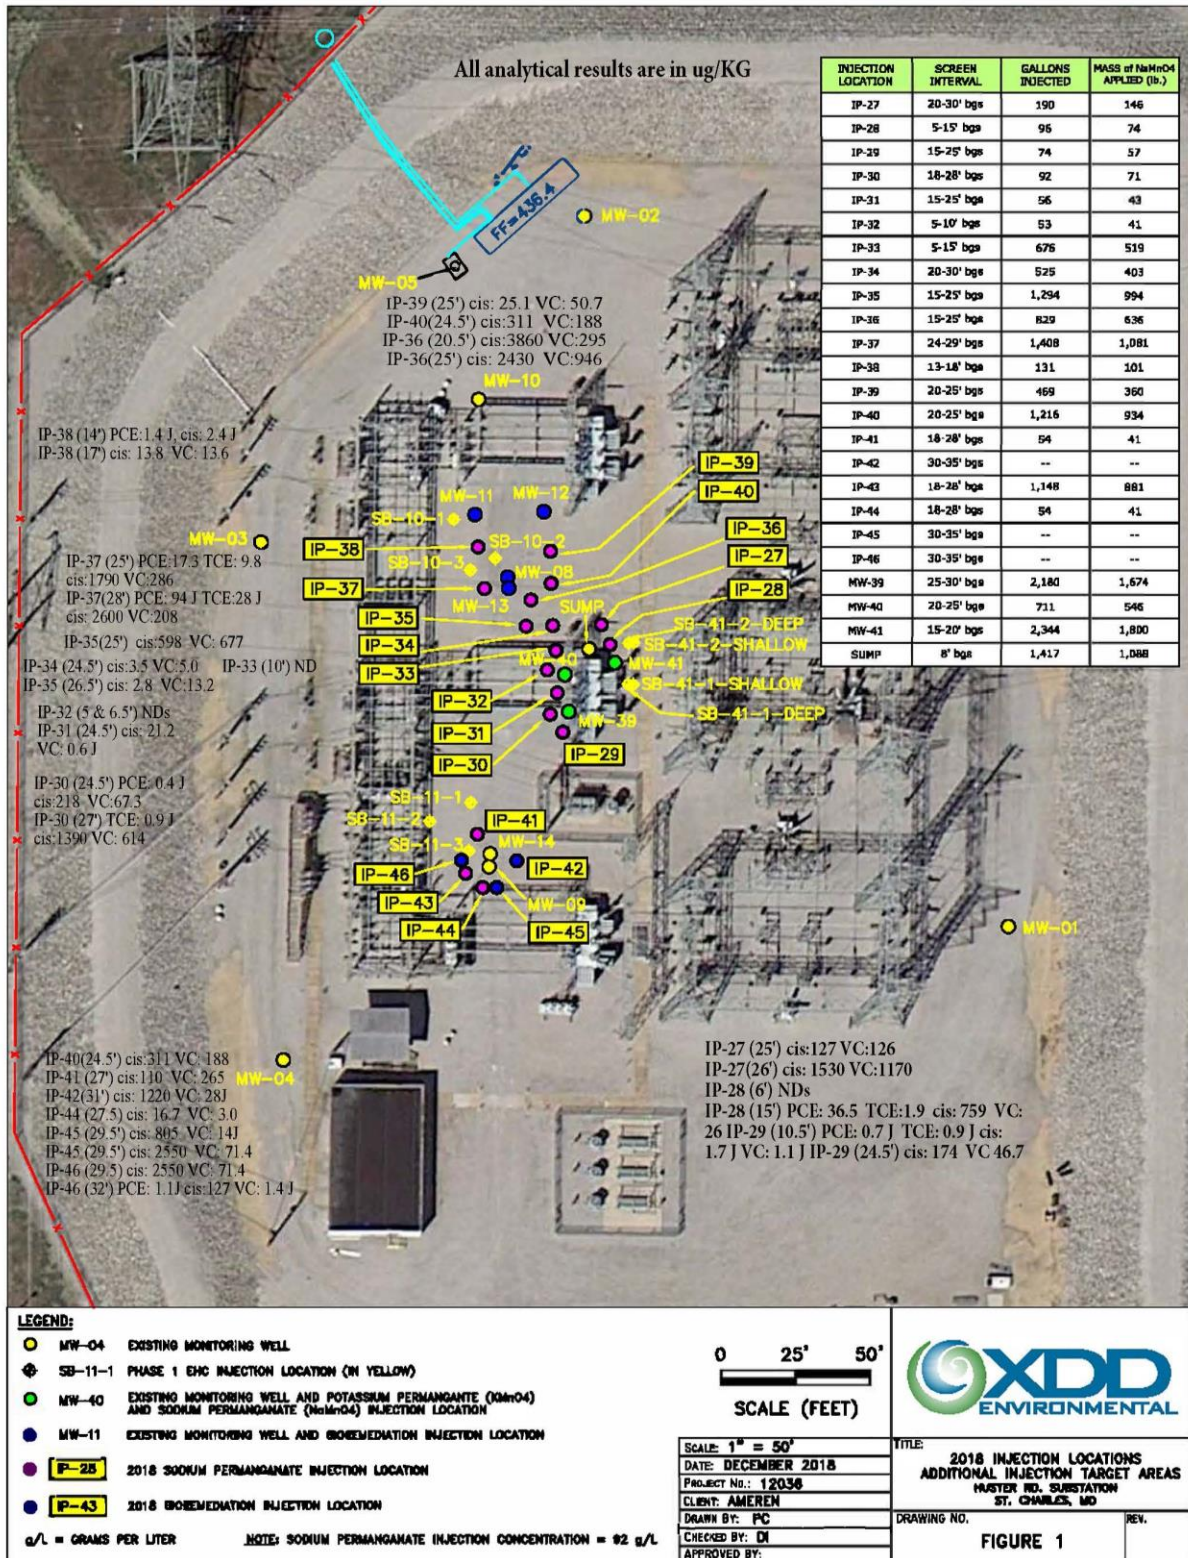 All analytical results are in ug/KG
INJECTION LOCATION SCREEN INTERVAL GALLONS INJECTED MASS of NaMnO4 APPLIED (lb.)
IP-27 20-30' bgs 190 146
IP-28 5-15' bgs 96 74
IP-29 15-25' bgs 74 57
IP-30 18-28' bgs 92 71
IP-31 15-25' bgs 56 43
IP-32 5-10' bgs 53 41
IP-33 5-15' bgs 676 519
IP-34 20-30' bgs 525 403
IP-35 15-25' bgs 1,294 994
IP-36 15-25' bgs 829 636
IP-37 24-29' bgs 1,408 1,081
IP-38 13-18' bgs 131 101
IP-39 20-25' bgs 469 360
IP-40 20-25' bgs 1,216 934
IP-41 18-28' bgs 54 41
IP-42 30-35' bgs -- --
IP-43 18-28' bgs 1,148 881
IP-44 18-28' bgs 54 41
IP-45 30-35' bgs -- --
IP-46 30-35' bgs -- --
MW-39 25-30' bgs 2,180 1,674
MW-40 20-25' bgs 711 546
MW-41 15-20' bgs 2,344 1,800
SUMP 8' bgs 1,417 1,088
FF=436.4
MW-02
MW-05
IP-39 (25') cis: 25.1 VC: 50.7
IP-40(24.5') cis:311 VC:188
IP-36 (20.5') cis:3860 VC:295
IP-36(25') cis: 2430 VC:946
MW-10
IP-38 (14') PCE:1.4 J, cis: 2.4 J
IP-38 (17') cis: 13.8 VC: 13.6
IP-39
IP-40
MW-11
MW-12
SB-10-1
IP-36
MW-03
IP-38
SB-10-2
IP-27
SB-10-3
MW-08
IP-37 (25') PCE:17.3 TCE: 9.8
cis:1790 VC:286
IP-37(28') PCE: 94 J TCE:28 J
cis: 2600 VC:208
IP-37
IP-28
MW-13
SUMP
IP-35
SB-41-2-DEEP
IP-35(25') cis:598 VC: 677
IP-34
SB-41-2-SHALLOW
IP-34 (24.5') cis:3.5 VC:5.0 IP-33 (10') ND
IP-35 (26.5') cis: 2.8 VC:13.2
IP-33
MW-40
MW-41
SB-41-1-SHALLOW
IP-32
IP-32 (5 & 6.5') NDs
IP-31 (24.5') cis: 21.2
VC: 0.6 J
SB-41-1-DEEP
IP-31
MW-39
IP-29
IP-30
IP-30 (24.5') PCE: 0.4 J
cis:218 VC:67.3
IP-30 (27') TCE: 0.9 J
cis:1390 VC: 614
SB-11-1
SB-11-2
IP-41
SB-11-3
MW-14
IP-46
IP-42
IP-43
MW-09
IP-44
IP-45
MW-01
IP-40(24.5') cis:311 VC: 188
IP-41 (27') cis:110 VC: 265
IP-42(31') cis: 1220 VC: 28J
IP-44 (27.5) cis: 16.7 VC: 3.0
IP-45 (29.5') cis: 805 VC: 14J
IP-45 (29.5') cis: 2550 VC: 71.4
IP-46 (29.5) cis: 2550 VC: 71.4
IP-46 (32') PCE: 1.1J cis:127 VC: 1.4 J
MW-04
IP-27 (25') cis:127 VC:126
IP-27(26') cis: 1530 VC:1170
IP-28 (6') NDs
IP-28 (15') PCE: 36.5 TCE:1.9 cis: 759 VC:
26 IP-29 (10.5') PCE: 0.7 J TCE: 0.9 J cis:
1.7 J VC: 1.1 J IP-29 (24.5') cis: 174 VC 46.7
LEGEND:
MW-04 EXISTING MONITORING WELL
SB-11-1 PHASE 1 EHC INJECTION LOCATION (IN YELLOW)
MW-40 EXISTING MONITORING WELL AND POTASSIUM PERMANGANTE (KMnO4)
AND SODIUM PERMANGANATE (NaMnO4) INJECTION LOCATION
MW-11 EXISTING MONITORING WELL AND BIOREMEDIATION INJECTION LOCATION
IP-28 2018 SODIUM PERMANGANATE INJECTION LOCATION
IP-43 2018 BIOREMEDIATION INJECTION LOCATION
g/L = GRAMS PER LITER NOTE: SODIUM PERMANGANATE INJECTION CONCENTRATION = 92 g/L
0 25' 50'
SCALE (FEET)
XDD
ENVIRONMENTAL
SCALE: 1" = 50'
DATE: DECEMBER 2018
PROJECT NO.: 12036
CLIENT: AMEREN
DRAWN BY: PC
CHECKED BY: DI
APPROVED BY:
TITLE:
2018 INJECTION LOCATIONS
ADDITIONAL INJECTION TARGET AREAS
HUSTER RD. SUBSTATION
ST. CHARLES, MO
DRAWING NO.
FIGURE 1
REV.